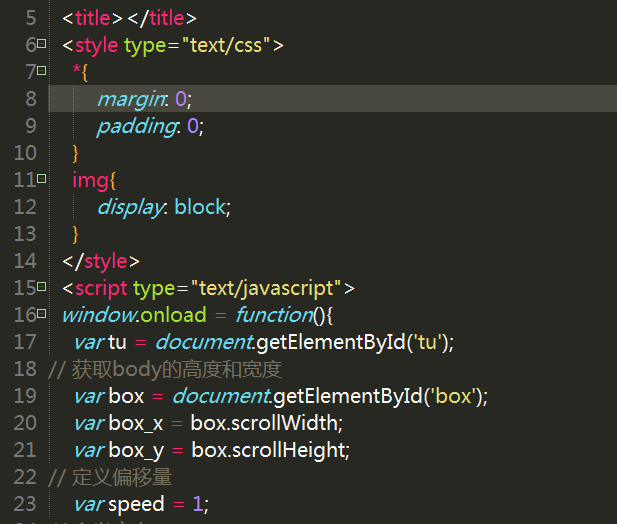 5 <title></title>
6 <style type="text/css">
7 *{
8 margin: 0;
9 padding: 0;
10 }
11 img{
12 display: block;
13 }
14 </style>
15 <script type="text/javascript">
16 window.onload = function(){
17 var tu = document.getElementById('tu');
18 // 获取body的高度和宽度
19 var box = document.getElementById('box');
20 var box_x = box.scrollWidth;
21 var box_y = box.scrollHeight;
22 // 定义偏移量
23 var speed = 1;